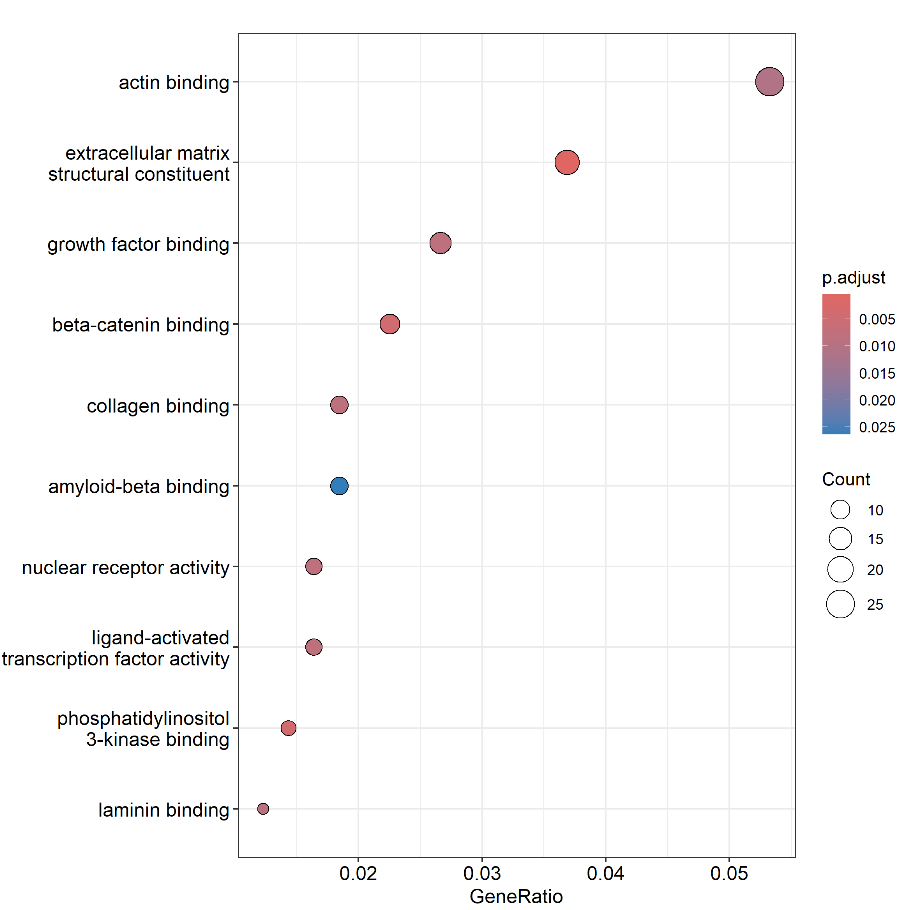 actin binding
extracellular matrix
structural constituent
growth factor binding
beta-catenin binding
collagen binding
amyloid-beta binding
nuclear receptor activity
ligand-activated
transcription factor activity
phosphatidylinositol
3-kinase binding
laminin binding
0.02 0.03 0.04 0.05
GeneRatio
p.adjust
0.005
0.010
0.015
0.020
0.025
Count
10
15
20
25